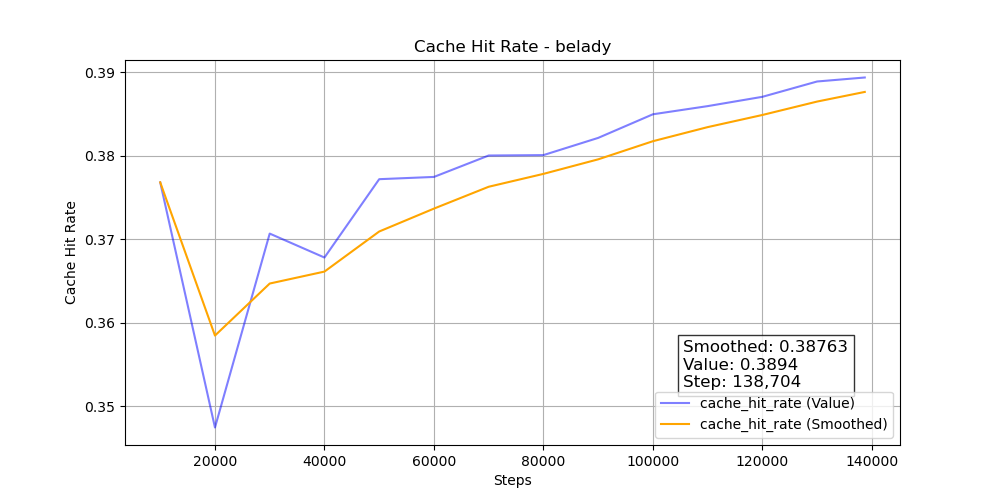 Cache Hit Rate - belady
Cache Hit Rate
0.39
0.38
0.37
0.36
0.35
Smoothed: 0.38763
Value: 0.3894
Step: 138,704
cache_hit_rate (Value)
cache_hit_rate (Smoothed)
20000 40000 60000 80000 100000 120000 140000
Steps